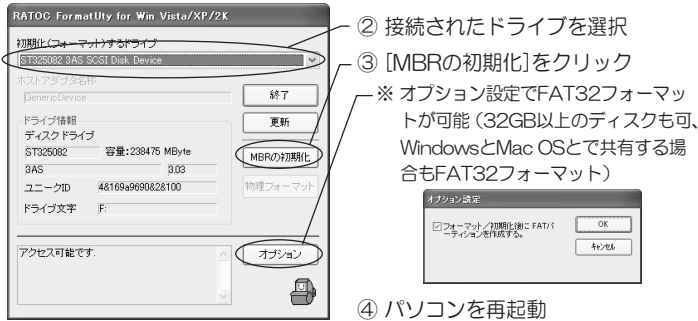 RATOC FormatUty for Win Vista/XP/2K
初期化(フォーマット)するドライブ
ST325082 3AS SCSI Disk Device
ホストアダプタ名称
GenericDevice
終了
ドライブ情報
更新
ディスクドライブ
ST325082 容量:238475 MByte
MBRの初期化
3AS 3.03
ユニークID 4&169a9690&2&100
物理フォーマット
ドライブ文字 F:
アクセス可能です.
オプション
② 接続されたドライブを選択
③ [MBRの初期化]をクリック
※ オプション設定でFAT32フォーマッ
トが可能(32GB以上のディスクも可、
WindowsとMac OSとで共有する場
合もFAT32フォーマット)
オプション設定
フォーマット/初期化後に FATパ
ーティションを作成する。
OK
キャンセル
④ パソコンを再起動